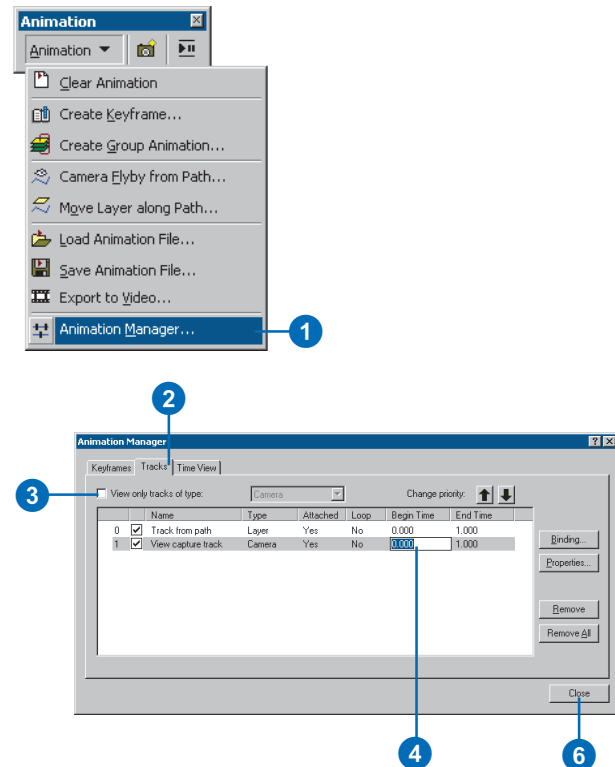 Animation
Animation
Clear Animation
Create Keyframe...
Create Group Animation...
Camera Flyby from Path...
Move Layer along Path...
Load Animation File...
Save Animation File...
Export to Video...
Animation Manager...
1
2
Animation Manager
Keyframes Tracks Time View
3
View only tracks of type: Camera Change priority:
Name Type Attached Loop Begin Time End Time
0 Track from path Layer Yes No 0.000 1.000
1 View capture track Camera Yes No 0.000 1.000
Binding...
Properties...
Remove
Remove All
Close
4
6